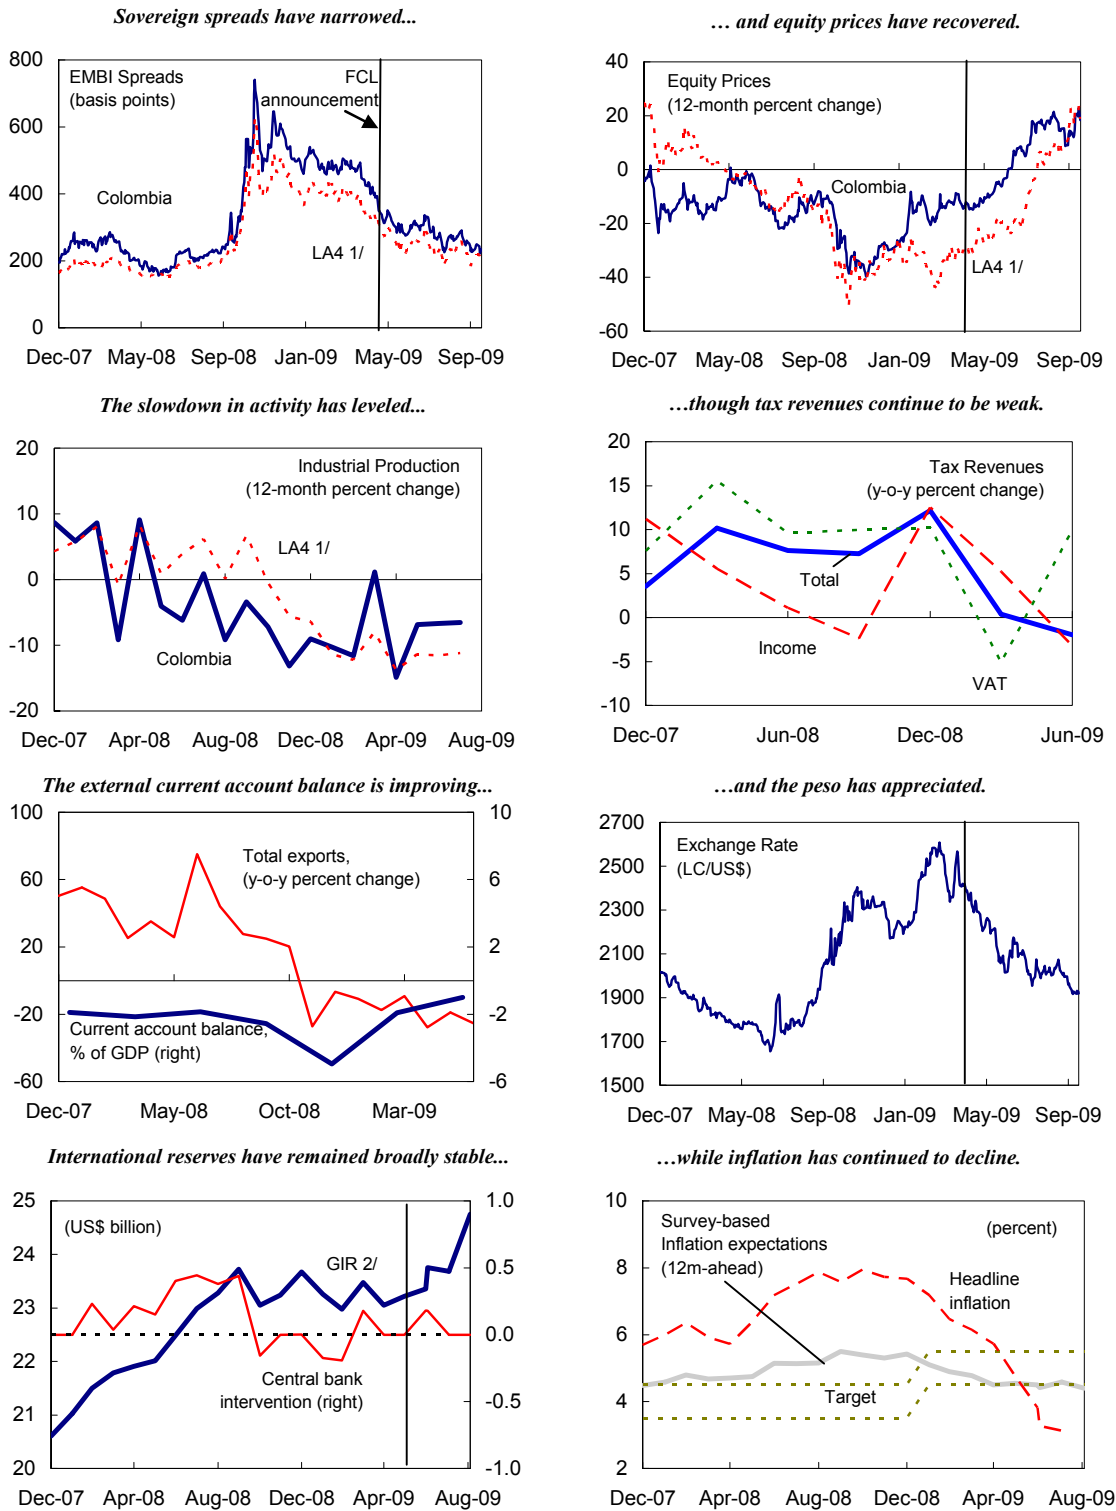 Sovereign spreads have narrowed...
800
600
400
200
0
EMBI Spreads
(basis points)
FCL
announcement
Colombia
LA4 1/
Dec-07 May-08 Sep-08 Jan-09 May-09 Sep-09
… and equity prices have recovered.
40
20
0
-20
-40
-60
Equity Prices
(12-month percent change)
Colombia
LA4 1/
Dec-07 May-08 Sep-08 Jan-09 May-09 Sep-09
The slowdown in activity has leveled...
20
10
0
-10
-20
Industrial Production
(12-month percent change)
LA4 1/
Colombia
Dec-07 Apr-08 Aug-08 Dec-08 Apr-09 Aug-09
…though tax revenues continue to be weak.
20
15
10
5
0
-5
-10
Tax Revenues
(y-o-y percent change)
Total
Income
VAT
Dec-07 Jun-08 Dec-08 Jun-09
The external current account balance is improving...
100
60
20
-20
-60
10
6
2
-2
-6
Total exports,
(y-o-y percent change)
Current account balance,
% of GDP (right)
Dec-07 May-08 Oct-08 Mar-09
…and the peso has appreciated.
2700
2500
2300
2100
1900
1700
1500
Exchange Rate
(LC/US$)
Dec-07 May-08 Sep-08 Jan-09 May-09 Sep-09
International reserves have remained broadly stable...
25
24
23
22
21
20
1.0
0.5
0.0
-0.5
-1.0
(US$ billion)
GIR 2/
Central bank
intervention (right)
Dec-07 Apr-08 Aug-08 Dec-08 Apr-09 Aug-09
…while inflation has continued to decline.
10
8
6
4
2
Survey-based
Inflation expectations
(12m-ahead)
(percent)
Headline
inflation
Target
Dec-07 Apr-08 Aug-08 Dec-08 Apr-09 Aug-09